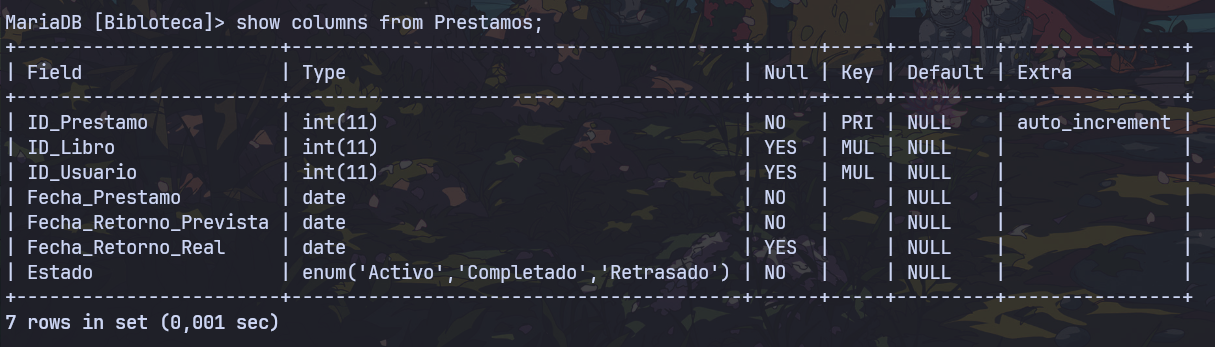 MariaDB [Bibloteca]> show columns from Prestamos;
+------------------------+-----------------------------------------+------+-----+---------+----------------+
| Field                  | Type                                    | Null | Key | Default | Extra          |
+------------------------+-----------------------------------------+------+-----+---------+----------------+
| ID_Prestamo            | int(11)                                 | NO   | PRI | NULL    | auto_increment |
| ID_Libro               | int(11)                                 | YES  | MUL | NULL    |                |
| ID_Usuario             | int(11)                                 | YES  | MUL | NULL    |                |
| Fecha_Prestamo         | date                                    | NO   |     | NULL    |                |
| Fecha_Retorno_Prevista | date                                    | NO   |     | NULL    |                |
| Fecha_Retorno_Real     | date                                    | YES  |     | NULL    |                |
| Estado                 | enum('Activo','Completado','Retrasado') | NO   |     | NULL    |                |
+------------------------+-----------------------------------------+------+-----+---------+----------------+
7 rows in set (0,001 sec)